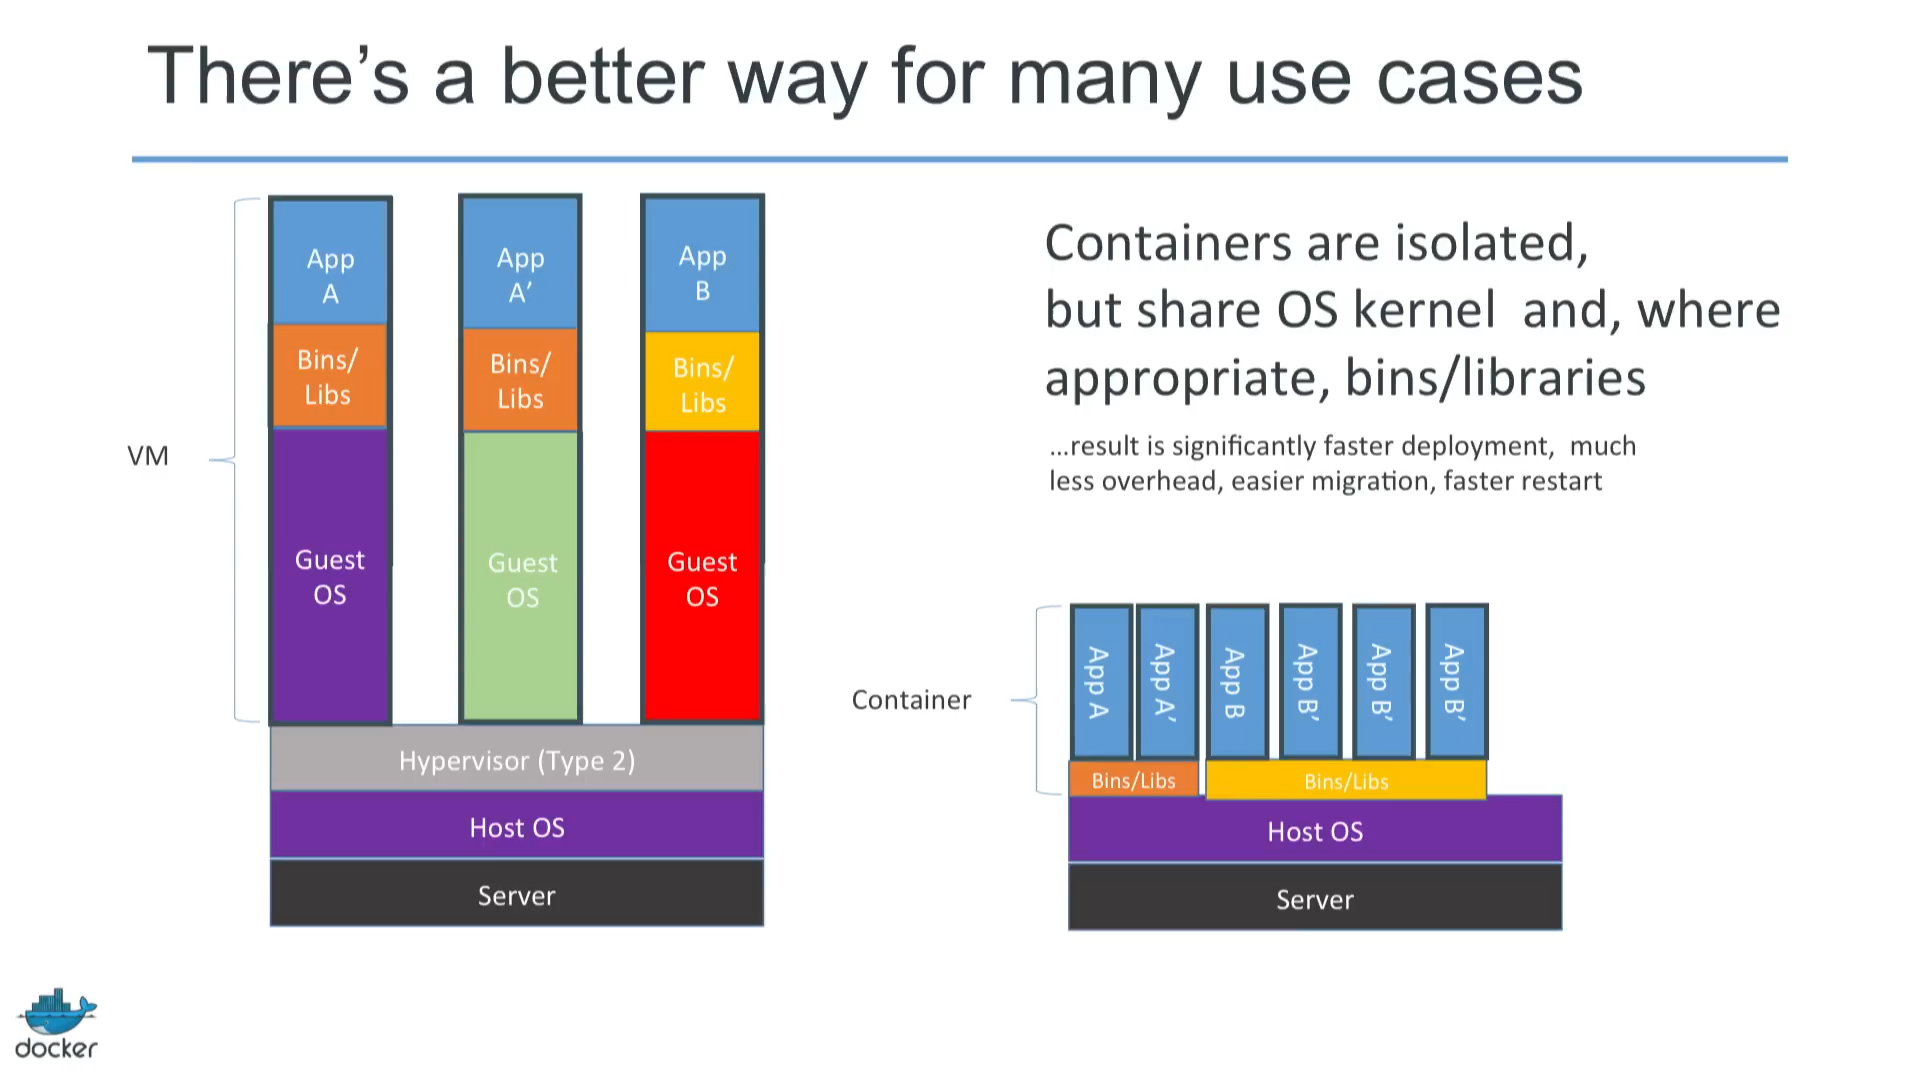 There’s a better way for many use cases
VM
App
A
Bins/
Libs
Guest
OS
App
A’
Bins/
Libs
Guest
OS
App
B
Bins/
Libs
Guest
OS
Hypervisor (Type 2)
Host OS
Server
Containers are isolated,
but share OS kernel and, where
appropriate, bins/libraries
...result is significantly faster deployment, much
less overhead, easier migration, faster restart
Container
App A
App A’
App B
App B’
App B’
App B’
Bins/Libs
Bins/Libs
Host OS
Server
docker